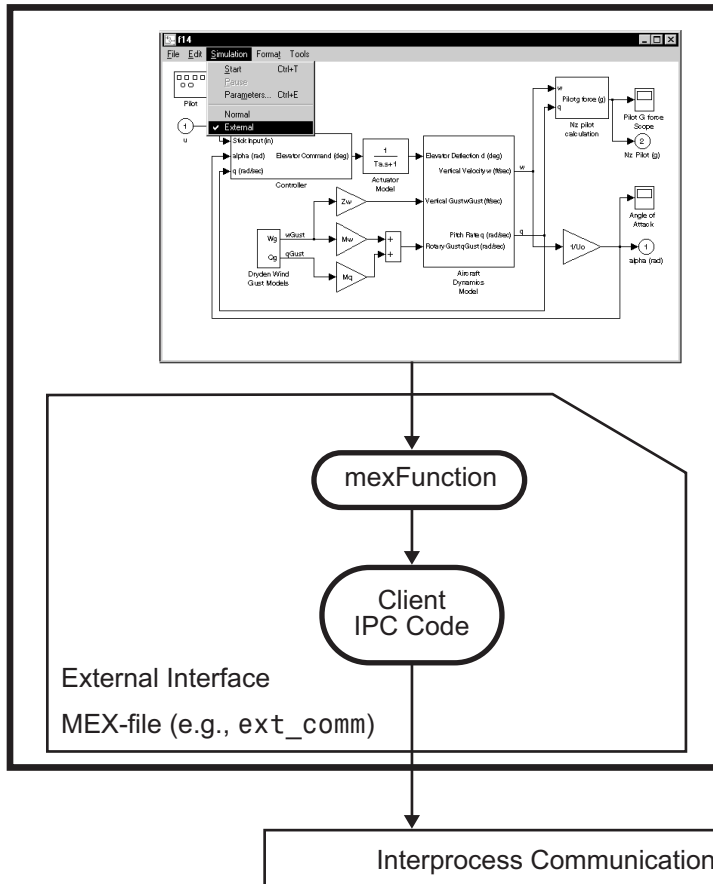 f14
File Edit Simulation Format Tools
Start Ctrl+T
Pause
Parameters... Ctrl+E
Normal
✔ External
Pilot
1
u
Stick Input (in)
alpha (rad)
q (rad/sec)
Elevator Command (deg)
Controller
1
Ta.s+1
Actuator
Model
Elevator Deflection d (deg)
Vertical Velocity w (ft/sec)
Vertical Gust wGust (ft/sec)
Pitch Rate q (rad/sec)
Rotary Gust qGust (rad/sec)
Aircraft
Dynamics
Model
w
q
w
q
Pilot g force (g)
Nz pilot
calculation
Pilot G force
Scope
2
Nz Pilot (g)
Angle of
Attack
1/Uo
1
alpha (rad)
Wg
Qg
wGust
qGust
Dryden Wind
Gust Models
Zw
Mw
Mq
+
+
mexFunction
Client
IPC Code
External Interface
MEX-file (e.g., ext_comm)
Interprocess Communication